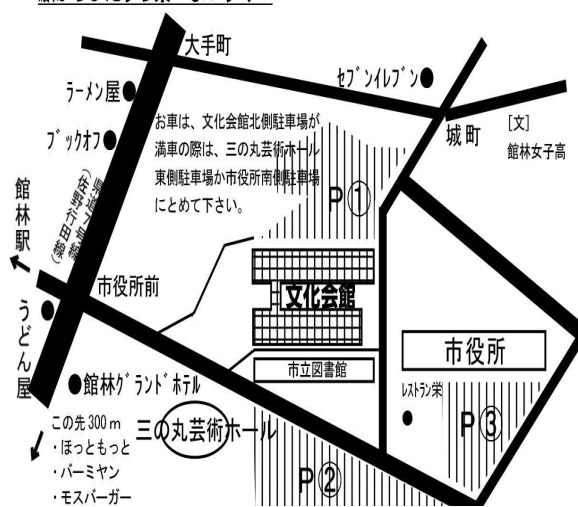 大手町
セブンイレブン
ラーメン屋
お車は、文化会館北側駐車場が
満車の際は、三の丸芸術ホール
東側駐車場か市役所南側駐車場
にとめて下さい。
ブックオフ
城町
[文]
館林女子高
P①
館林駅
県道7号線
(佐野行田線)
市役所前
文化会館
うどん屋
市役所
市立図書館
館林グランドホテル
レストラン栄
この先300m
・ほっともっと
・バーミヤン
・モスバーガー
三の丸芸術ホール
P③
P②